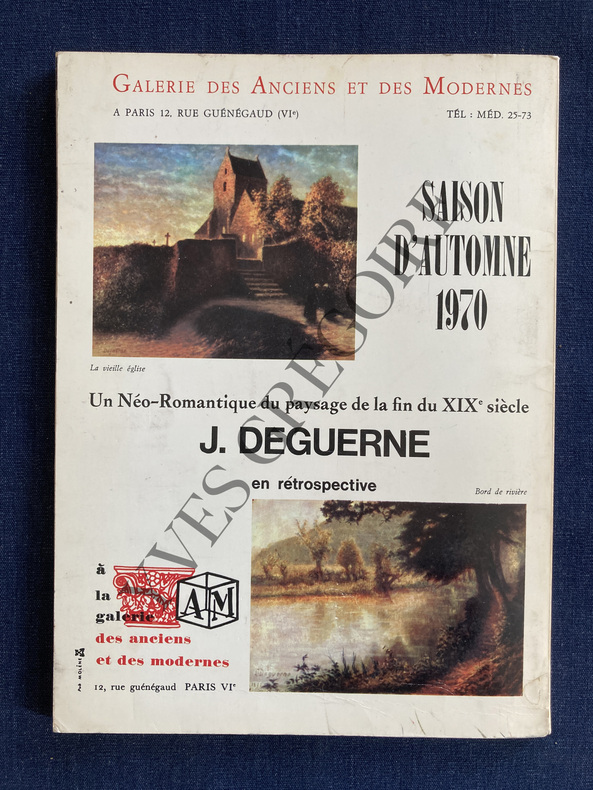 GALERIE DES ANCIENS ET DES MODERNES
A PARIS 12, RUE GUÉNÉGAUD (VIe) TÉL : MÉD. 25-73
SAISON
D'AUTOMNE
1970
La vieille église
Un Néo-Romantique du paysage de la fin du XIXe siècle
J. DEGUERNE
en rétrospective
Bord de rivière
à
la
galerie
AM
des anciens
et des modernes
12, rue guénégaud PARIS VIe
YVES GRÉGOIRE